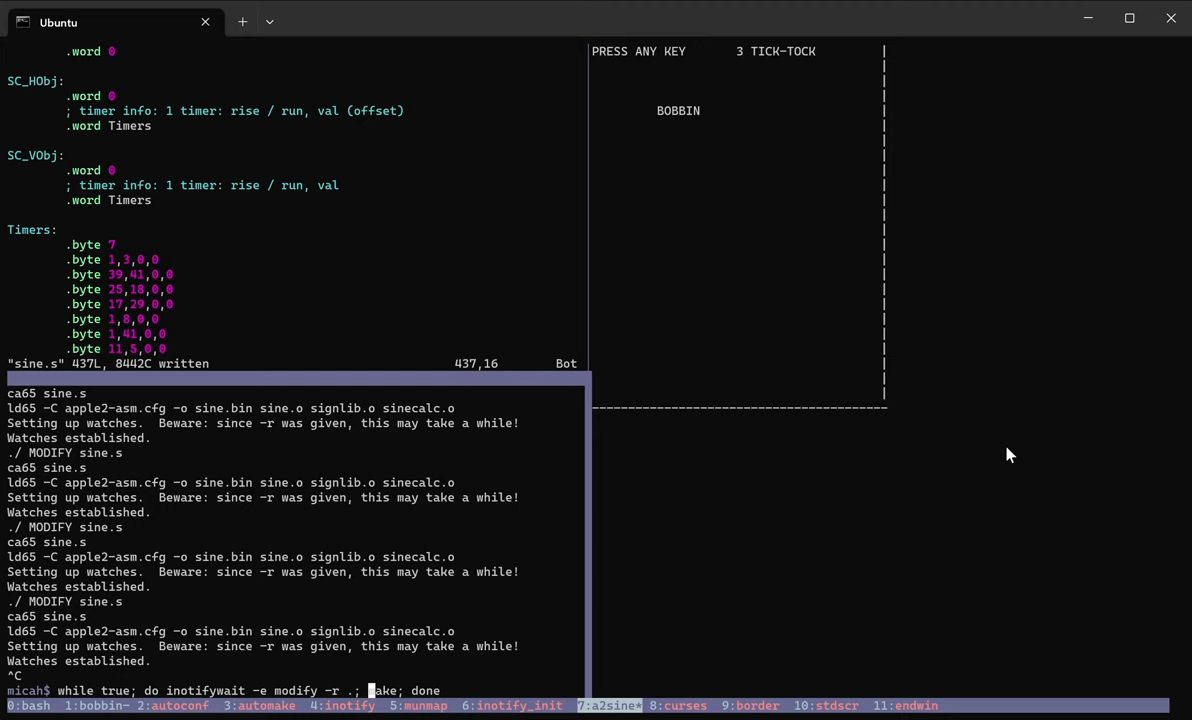 Ubuntu
.word 0
SC_HObj:
.word 0
; timer info: 1 timer: rise / run, val (offset)
.word Timers
SC_VObj:
.word 0
; timer info: 1 timer: rise / run, val
.word Timers
Timers:
.byte 7
.byte 1,3,0,0
.byte 39,41,0,0
.byte 25,18,0,0
.byte 17,29,0,0
.byte 1,8,0,0
.byte 1,41,0,0
.byte 11,5,0,0
"sine.s" 437L, 8442C written 437,16 Bot
PRESS ANY KEY 3 TICK-TOCK
BOBBIN
ca65 sine.s
ld65 -C apple2-asm.cfg -o sine.bin sine.o signlib.o sinecalc.o
Setting up watches. Beware: since -r was given, this may take a while!
Watches established.
./ MODIFY sine.s
ca65 sine.s
ld65 -C apple2-asm.cfg -o sine.bin sine.o signlib.o sinecalc.o
Setting up watches. Beware: since -r was given, this may take a while!
Watches established.
./ MODIFY sine.s
ca65 sine.s
ld65 -C apple2-asm.cfg -o sine.bin sine.o signlib.o sinecalc.o
Setting up watches. Beware: since -r was given, this may take a while!
Watches established.
./ MODIFY sine.s
ca65 sine.s
ld65 -C apple2-asm.cfg -o sine.bin sine.o signlib.o sinecalc.o
Setting up watches. Beware: since -r was given, this may take a while!
Watches established.
^C
micah$ while true; do inotifywait -e modify -r .; make; done
0:bash 1:bobbin- 2:autoconf 3:automake 4:inotify 5:munmap 6:inotify_init 7:a2sine* 8:curses 9:border 10:stdscr 11:endwin